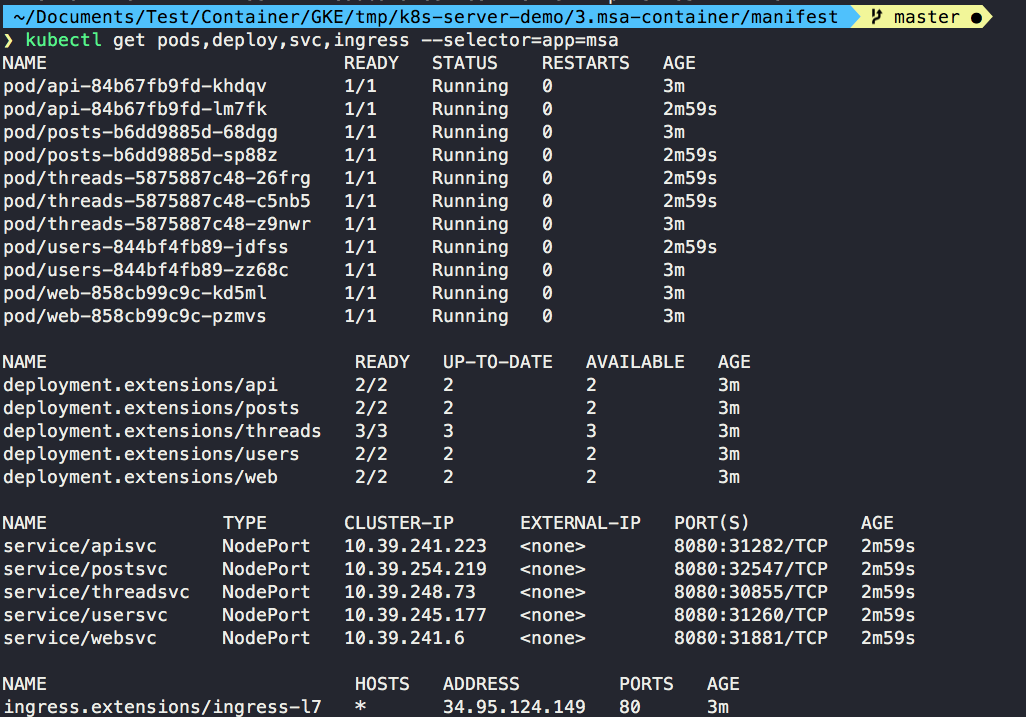 ~/Documents/Test/Container/GKE/tmp/k8s-server-demo/3.msa-container/manifest master ●
❯ kubectl get pods,deploy,svc,ingress --selector=app=msa
NAME READY STATUS RESTARTS AGE
pod/api-84b67fb9fd-khdqv 1/1 Running 0 3m
pod/api-84b67fb9fd-lm7fk 1/1 Running 0 2m59s
pod/posts-b6dd9885d-68dgg 1/1 Running 0 3m
pod/posts-b6dd9885d-sp88z 1/1 Running 0 2m59s
pod/threads-5875887c48-26frg 1/1 Running 0 2m59s
pod/threads-5875887c48-c5nb5 1/1 Running 0 2m59s
pod/threads-5875887c48-z9nwr 1/1 Running 0 3m
pod/users-844bf4fb89-jdfss 1/1 Running 0 2m59s
pod/users-844bf4fb89-zz68c 1/1 Running 0 3m
pod/web-858cb99c9c-kd5ml 1/1 Running 0 3m
pod/web-858cb99c9c-pzmvs 1/1 Running 0 3m
NAME READY UP-TO-DATE AVAILABLE AGE
deployment.extensions/api 2/2 2 2 3m
deployment.extensions/posts 2/2 2 2 3m
deployment.extensions/threads 3/3 3 3 3m
deployment.extensions/users 2/2 2 2 3m
deployment.extensions/web 2/2 2 2 3m
NAME TYPE CLUSTER-IP EXTERNAL-IP PORT(S) AGE
service/apisvc NodePort 10.39.241.223 <none> 8080:31282/TCP 2m59s
service/postsvc NodePort 10.39.254.219 <none> 8080:32547/TCP 2m59s
service/threadsvc NodePort 10.39.248.73 <none> 8080:30855/TCP 2m59s
service/usersvc NodePort 10.39.245.177 <none> 8080:31260/TCP 2m59s
service/websvc NodePort 10.39.241.6 <none> 8080:31881/TCP 2m59s
NAME HOSTS ADDRESS PORTS AGE
ingress.extensions/ingress-l7 * 34.95.124.149 80 3m